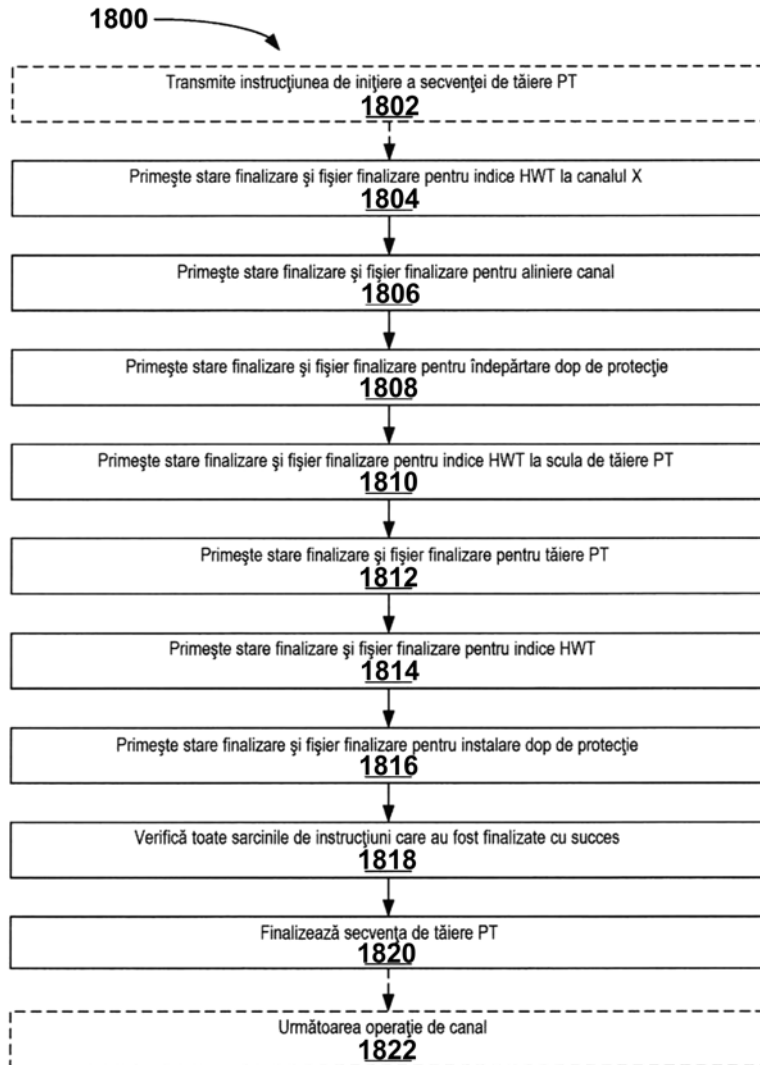 1800
Transmite instrucţiunea de iniţiere a secvenţei de tăiere PT
1802
Primeşte stare finalizare şi fişier finalizare pentru indice HWT la canalul X
1804
Primeşte stare finalizare şi fişier finalizare pentru aliniere canal
1806
Primeşte stare finalizare şi fişier finalizare pentru îndepărtare dop de protecţie
1808
Primeşte stare finalizare şi fişier finalizare pentru indice HWT la scula de tăiere PT
1810
Primeşte stare finalizare şi fişier finalizare pentru tăiere PT
1812
Primeşte stare finalizare şi fişier finalizare pentru indice HWT
1814
Primeşte stare finalizare şi fişier finalizare pentru instalare dop de protecţie
1816
Verifică toate sarcinile de instrucţiuni care au fost finalizate cu succes
1818
Finalizează secvenţa de tăiere PT
1820
Următoarea operaţie de canal
1822